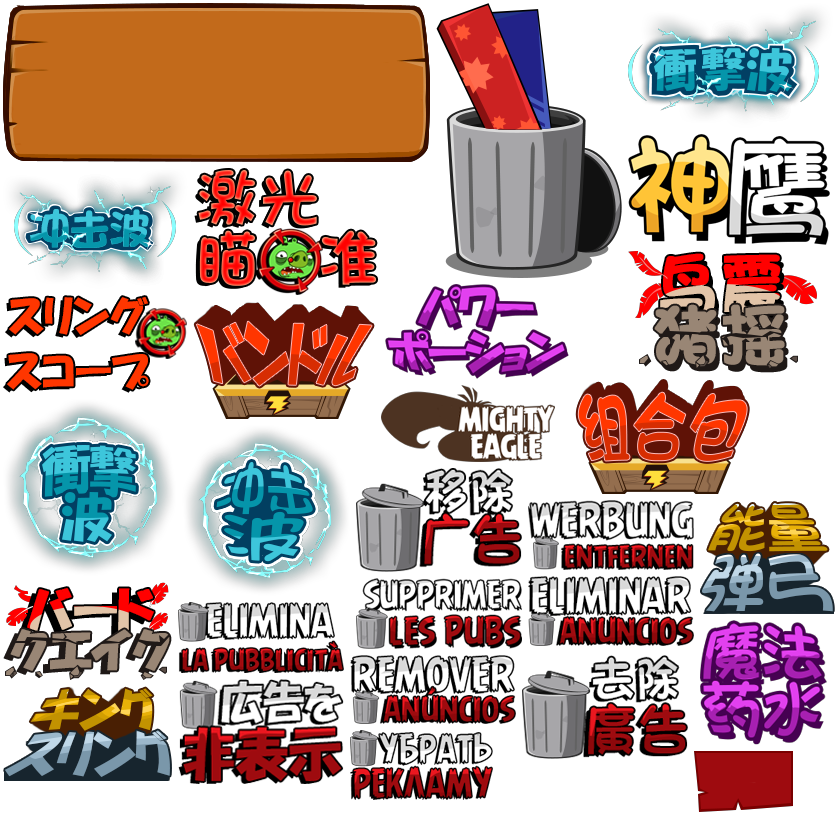 衝撃波
神鹰
冲击波
激光
瞄准
鸟震
猪摇
スリング
スコープ
バンドル
パワー
ポーション
MIGHTY
EAGLE
组合包
衝撃
波
冲击
波
移除
广告
WERBUNG
ENTFERNEN
能量
弹弓
SUPPRIMER
LES PUBS
ELIMINAR
ANUNCIOS
バード
クエイク
ELIMINA
LA PUBBLICITÀ
魔法
药水
REMOVER
ANÚNCIOS
去除
廣告
キング
スリング
広告を
非表示
УБРАТЬ
РЕКЛАМУ